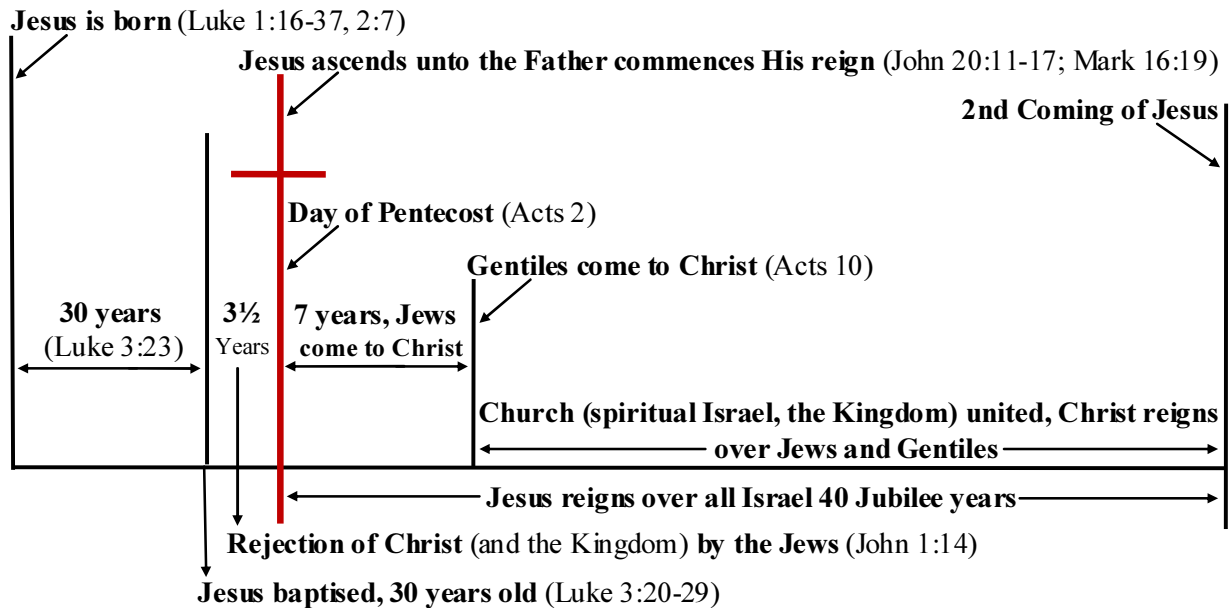 Jesus is born (Luke 1:16-37, 2:7)
Jesus ascends unto the Father commences His reign (John 20:11-17; Mark 16:19)
2nd Coming of Jesus
Day of Pentecost (Acts 2)
Gentiles come to Christ (Acts 10)
30 years
(Luke 3:23)
3½
Years
7 years, Jews
come to Christ
Church (spiritual Israel, the Kingdom) united, Christ reigns
over Jews and Gentiles
Jesus reigns over all Israel 40 Jubilee years
Rejection of Christ (and the Kingdom) by the Jews (John 1:14)
Jesus baptised, 30 years old (Luke 3:20-29)